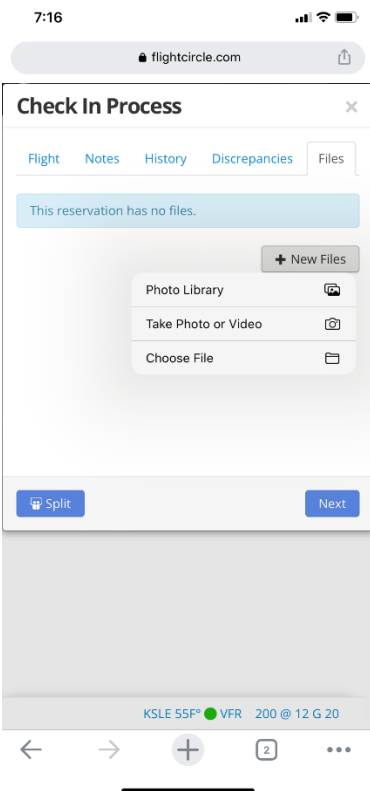 7:16
flightcircle.com
Check In Process ×
Flight Notes History Discrepancies Files
This reservation has no files.
+ New Files
Photo Library
Take Photo or Video
Choose File
Split Next
KSLE 55F° VFR 200 @ 12 G 20
2